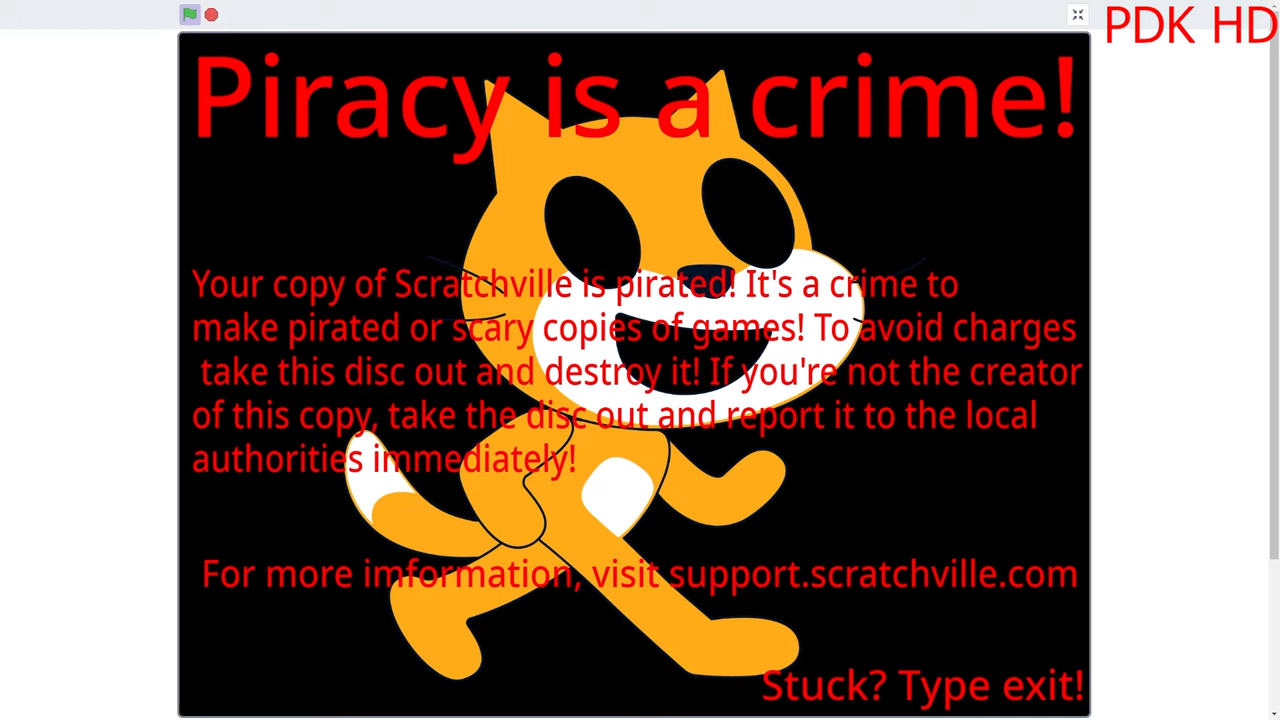 PDK HD
Piracy is a crime!
Your copy of Scratchville is pirated! It's a crime to
make pirated or scary copies of games! To avoid charges
take this disc out and destroy it! If you're not the creator
of this copy, take the disc out and report it to the local
authorities immediately!
For more imformation, visit support.scratchville.com
Stuck? Type exit!